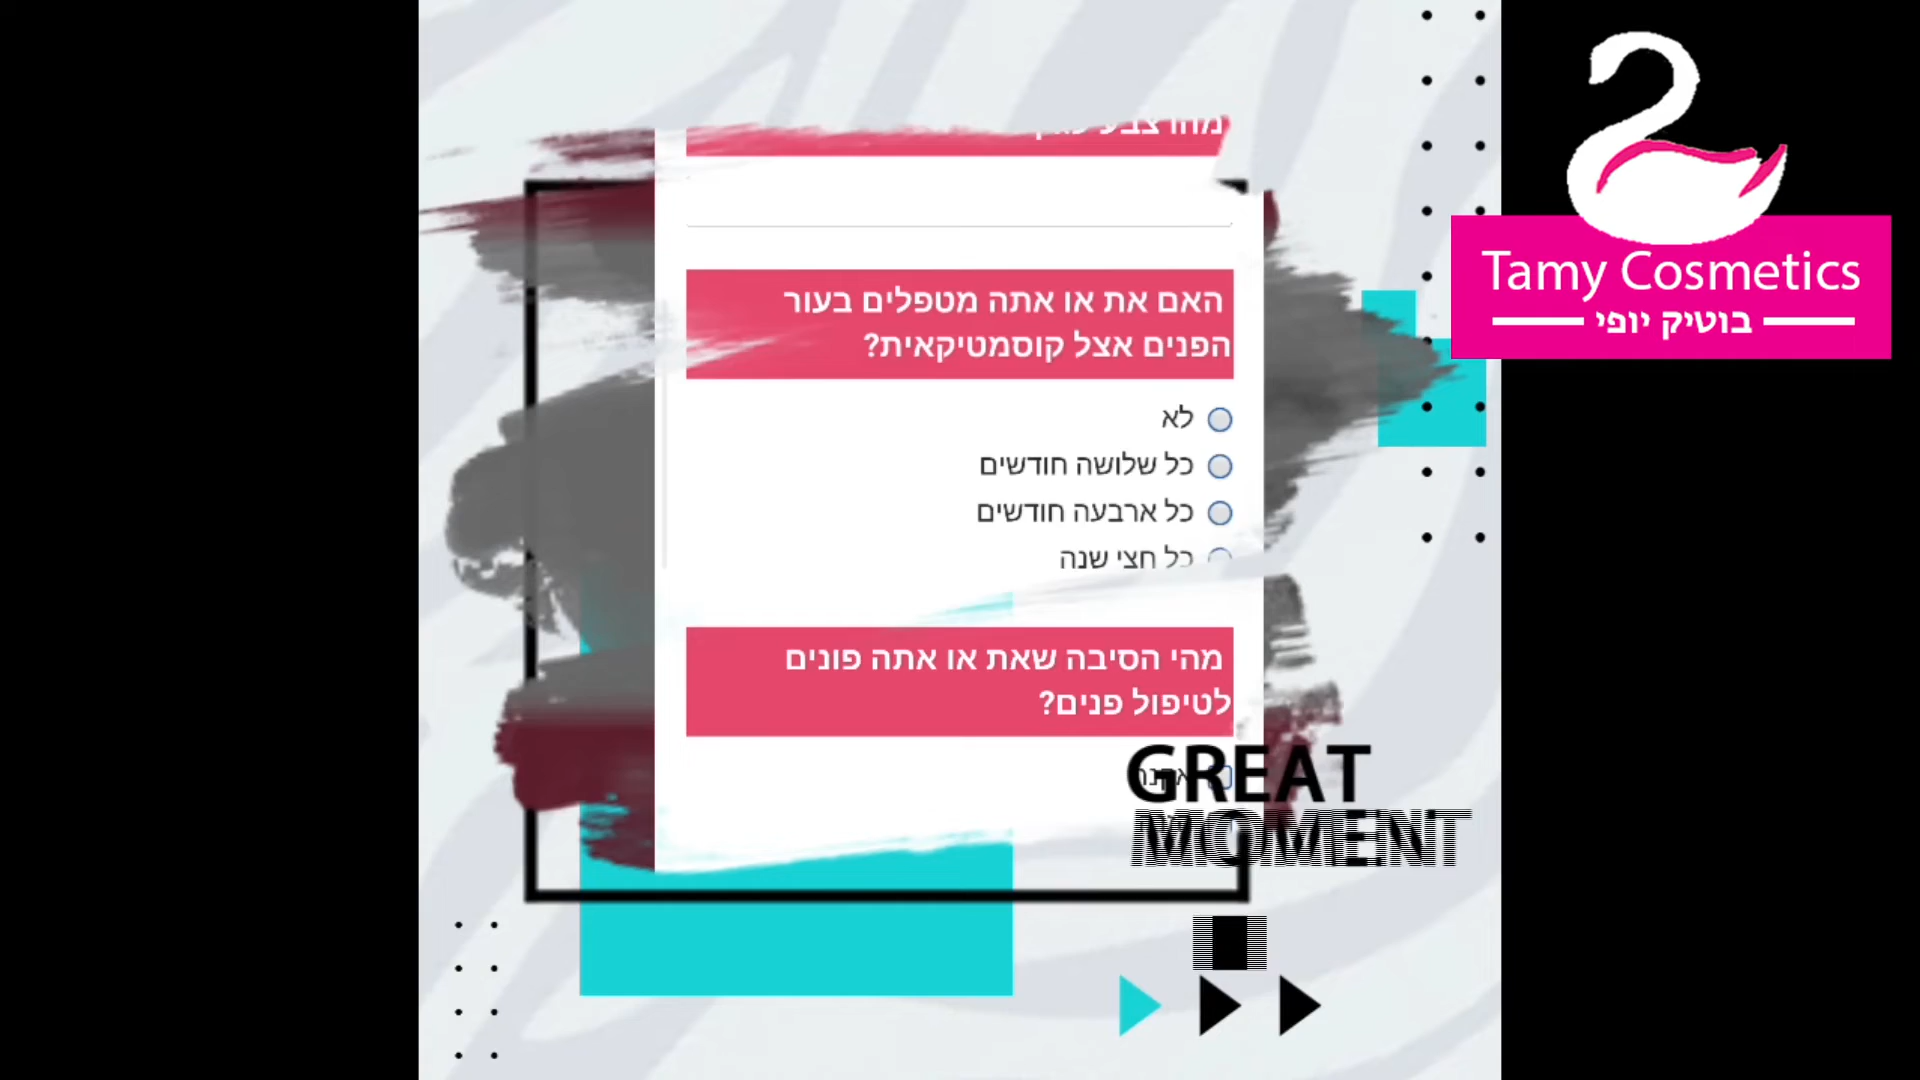 האם את או אתה מטפלים בעור
הפנים אצל קוסמטיקאית?
לא
כל שלושה חודשים
כל ארבעה חודשים
כל חצי שנה
מהי הסיבה שאת או אתה פונים
לטיפול פנים?
GREAT
MOMENT
Tamy Cosmetics
בוטיק יופי